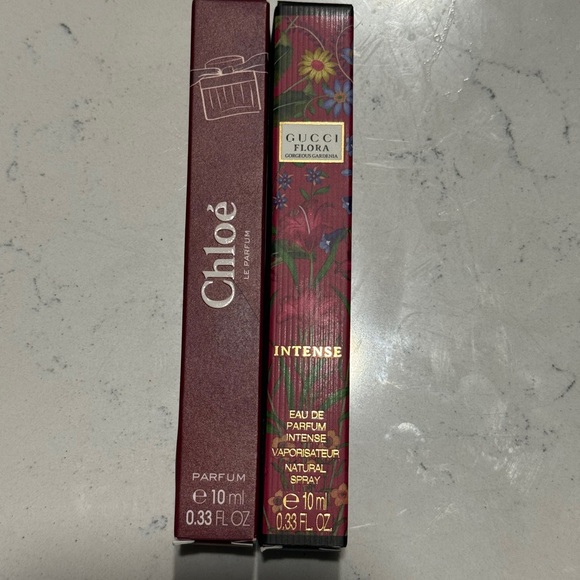 Chloé
LE PARFUM
PARFUM
℮ 10 ml
0.33 FL OZ
GUCCI
FLORA
GORGEOUS GARDENIA
INTENSE
EAU DE
PARFUM
INTENSE
VAPORISATEUR
NATURAL
SPRAY
℮ 10 ml
0.33 FL. OZ.